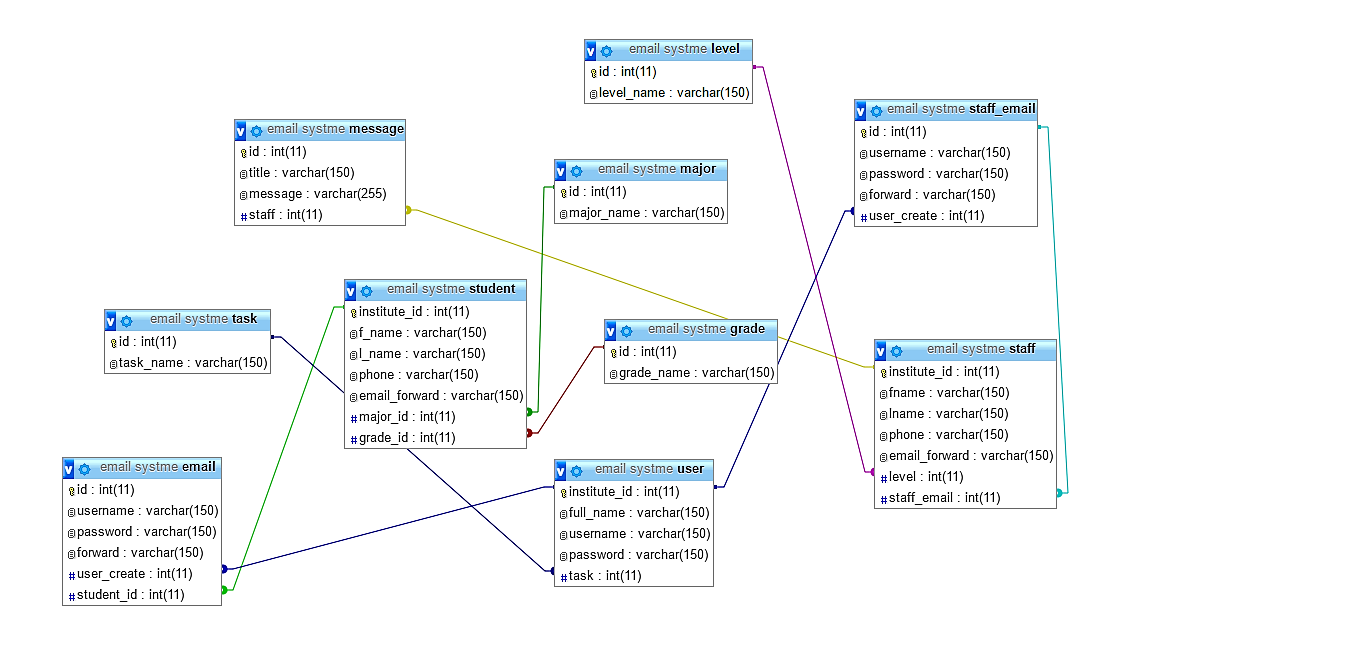 email systme level
id : int(11)
level_name : varchar(150)
email systme staff_email
id : int(11)
username : varchar(150)
password : varchar(150)
forward : varchar(150)
#user_create : int(11)
email systme message
id : int(11)
title : varchar(150)
message : varchar(255)
#staff : int(11)
email systme major
id : int(11)
major_name : varchar(150)
email systme student
institute_id : int(11)
f_name : varchar(150)
l_name : varchar(150)
phone : varchar(150)
email_forward : varchar(150)
#major_id : int(11)
#grade_id : int(11)
email systme task
id : int(11)
task_name : varchar(150)
email systme grade
id : int(11)
grade_name : varchar(150)
email systme staff
institute_id : int(11)
fname : varchar(150)
lname : varchar(150)
phone : varchar(150)
email_forward : varchar(150)
#level : int(11)
#staff_email : int(11)
email systme email
id : int(11)
username : varchar(150)
password : varchar(150)
forward : varchar(150)
#user_create : int(11)
#student_id : int(11)
email systme user
institute_id : int(11)
full_name : varchar(150)
username : varchar(150)
password : varchar(150)
#task : int(11)